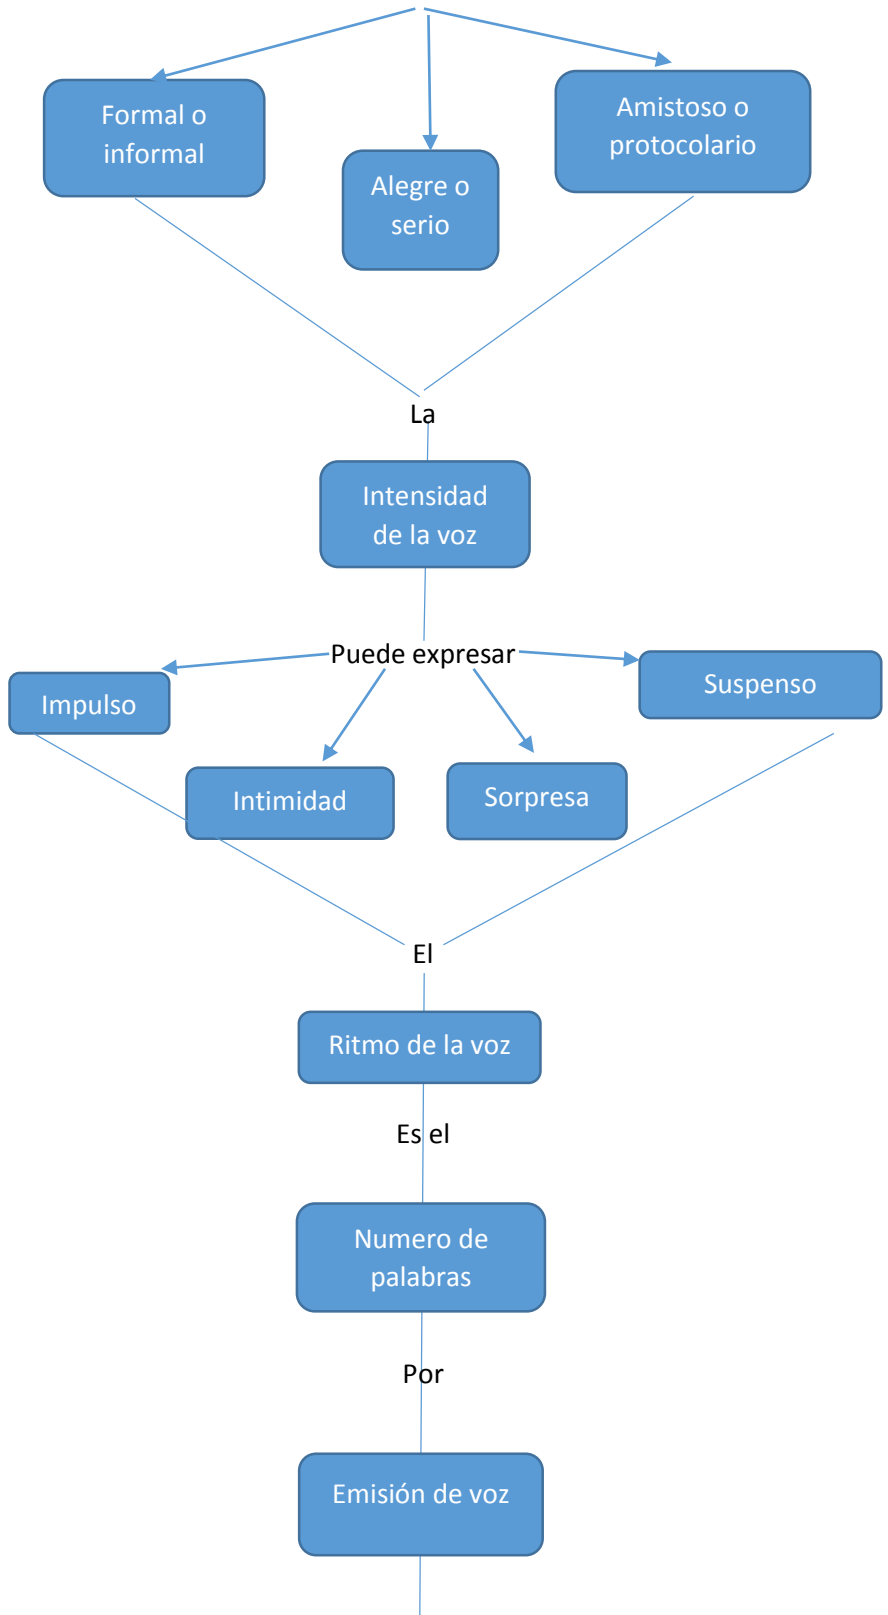 Formal o
informal
Alegre o
serio
Amistoso o
protocolario
La
Intensidad
de la voz
Puede expresar
Impulso
Intimidad
Sorpresa
Suspenso
El
Ritmo de la voz
Es el
Numero de
palabras
Por
Emisión de voz